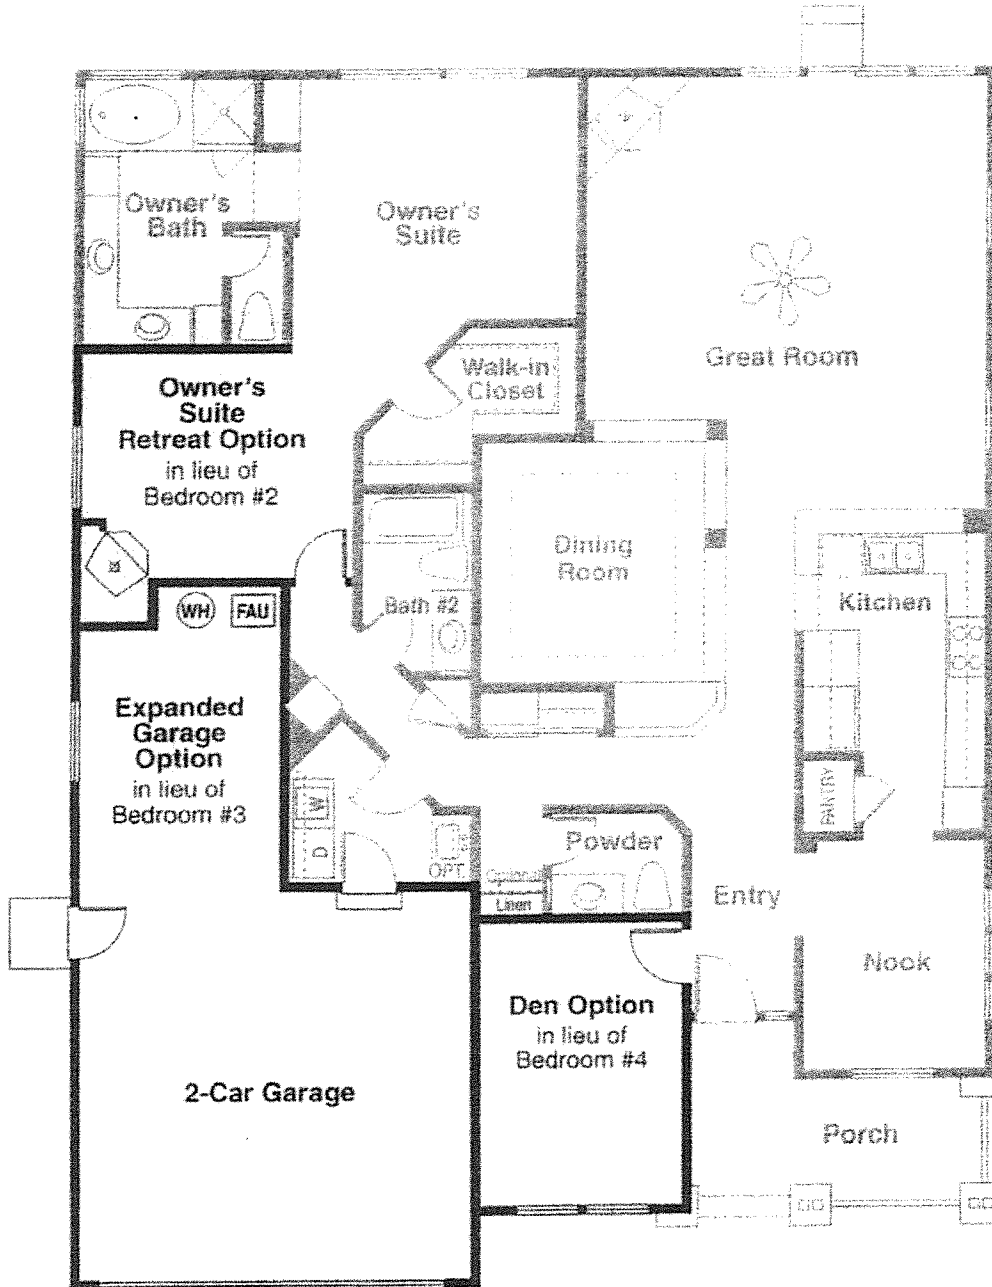 Owner's
Bath
Owner's
Suite
Great Room
Walk-in
Closet
Owner's
Suite
Retreat Option
in lieu of
Bedroom #2
Dining
Room
Kitchen
WH
FAU
Bath #2
Expanded
Garage
Option
in lieu of
Bedroom #3
W
D
OPT.
PANTRY
Powder
Optional
Linen
Entry
Nook
Den Option
in lieu of
Bedroom #4
2-Car Garage
Porch